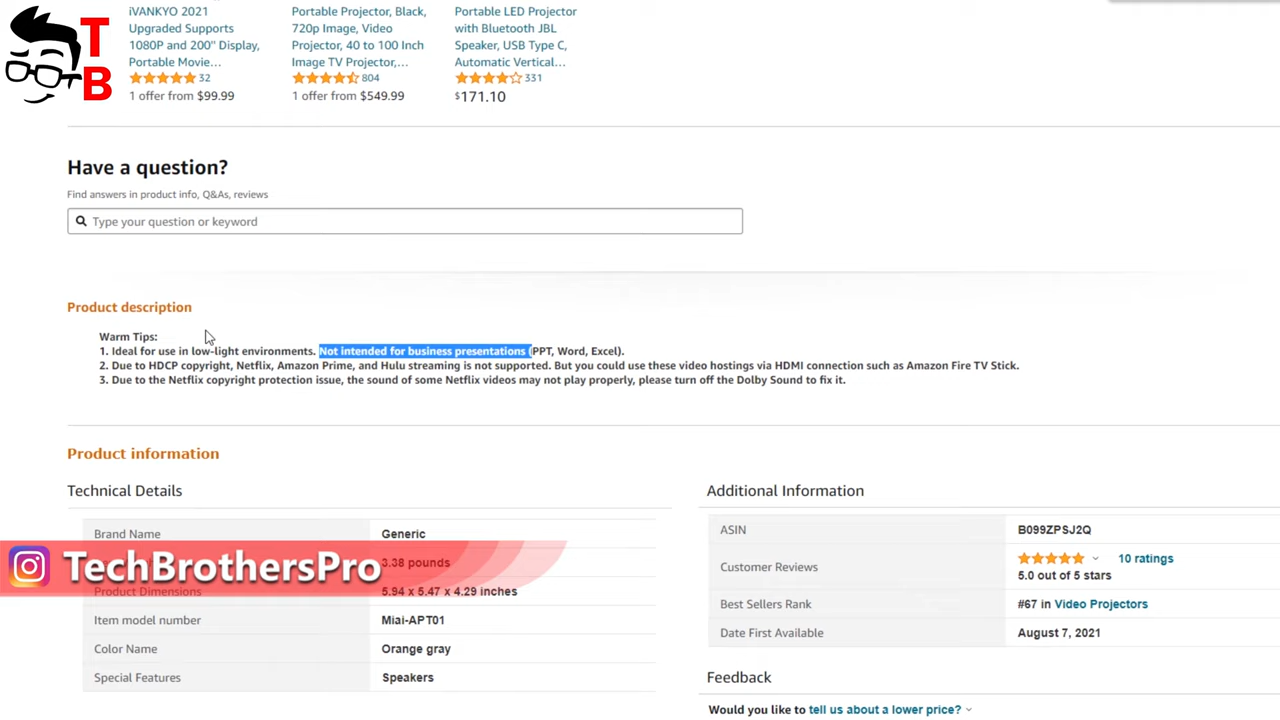 T
B
iVANKYO 2021
Upgraded Supports
1080P and 200" Display,
Portable Movie...
32
1 offer from $99.99
Portable Projector, Black,
720p Image, Video
Projector, 40 to 100 Inch
Image TV Projector,...
804
1 offer from $549.99
Portable LED Projector
with Bluetooth JBL
Speaker, USB Type C,
Automatic Vertical...
331
$171.10
Have a question?
Find answers in product info, Q&As, reviews
Type your question or keyword
Product description
Warm Tips:
1. Ideal for use in low-light environments. Not intended for business presentations (PPT, Word, Excel).
2. Due to HDCP copyright, Netflix, Amazon Prime, and Hulu streaming is not supported. But you could use these video hostings via HDMI connection such as Amazon Fire TV Stick.
3. Due to the Netflix copyright protection issue, the sound of some Netflix videos may not play properly, please turn off the Dolby Sound to fix it.
Product information
Technical Details
Brand Name Generic
3.38 pounds
Product Dimensions 5.94 x 5.47 x 4.29 inches
Item model number Miai-APT01
Color Name Orange gray
Special Features Speakers
TechBrothersPro
Additional Information
ASIN B099ZPSJ2Q
Customer Reviews 10 ratings
5.0 out of 5 stars
Best Sellers Rank #67 in Video Projectors
Date First Available August 7, 2021
Feedback
Would you like to tell us about a lower price?